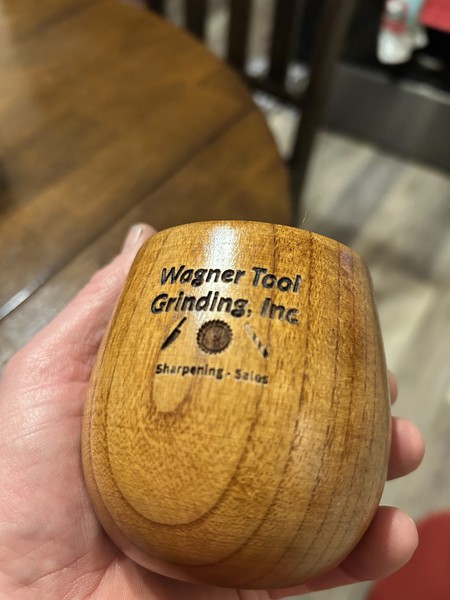 Wagner Tool
Grinding, Inc
Sharpening - Sales